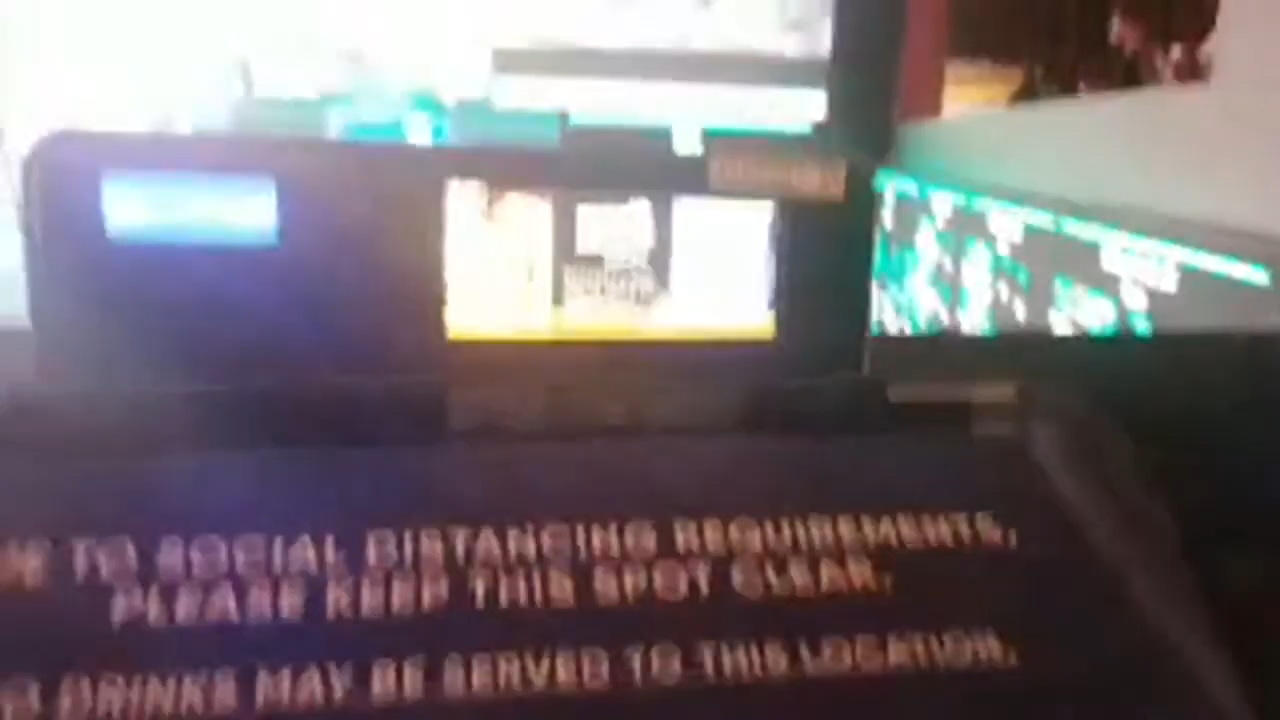 TO SOCIAL DISTANCING REQUIREMENTS,
PLEASE KEEP THIS SPOT CLEAR.
DRINKS MAY BE SERVED TO THIS LOCATION.